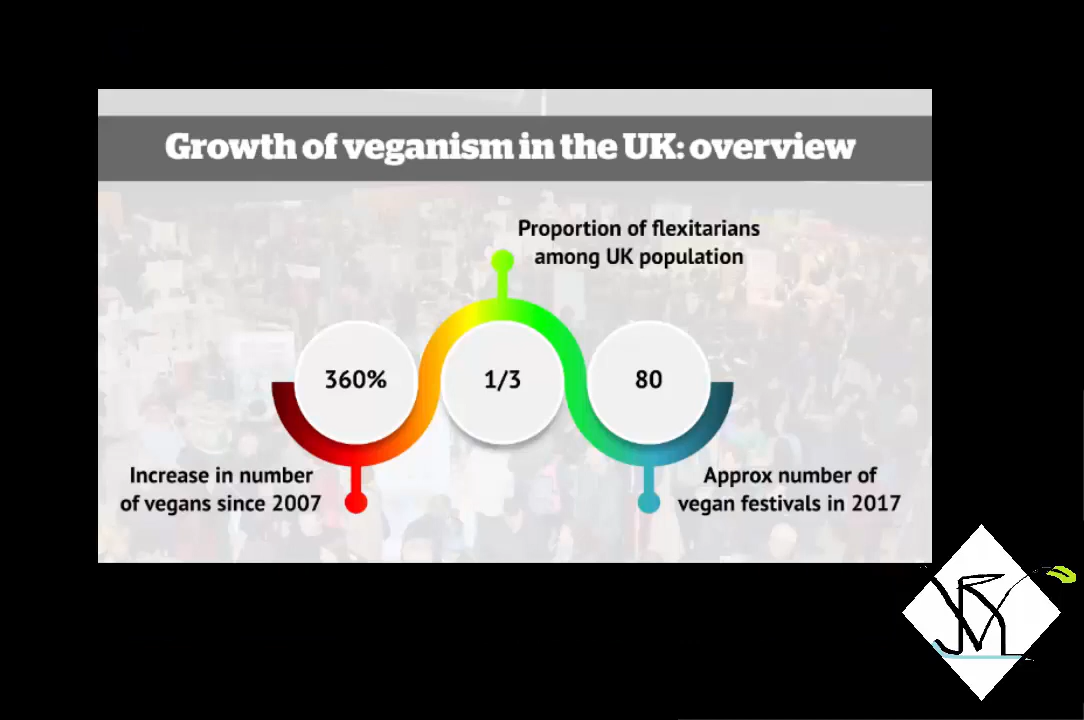 Growth of veganism in the UK: overview
Proportion of flexitarians
among UK population
360%
1/3
80
Increase in number
of vegans since 2007
Approx number of
vegan festivals in 2017